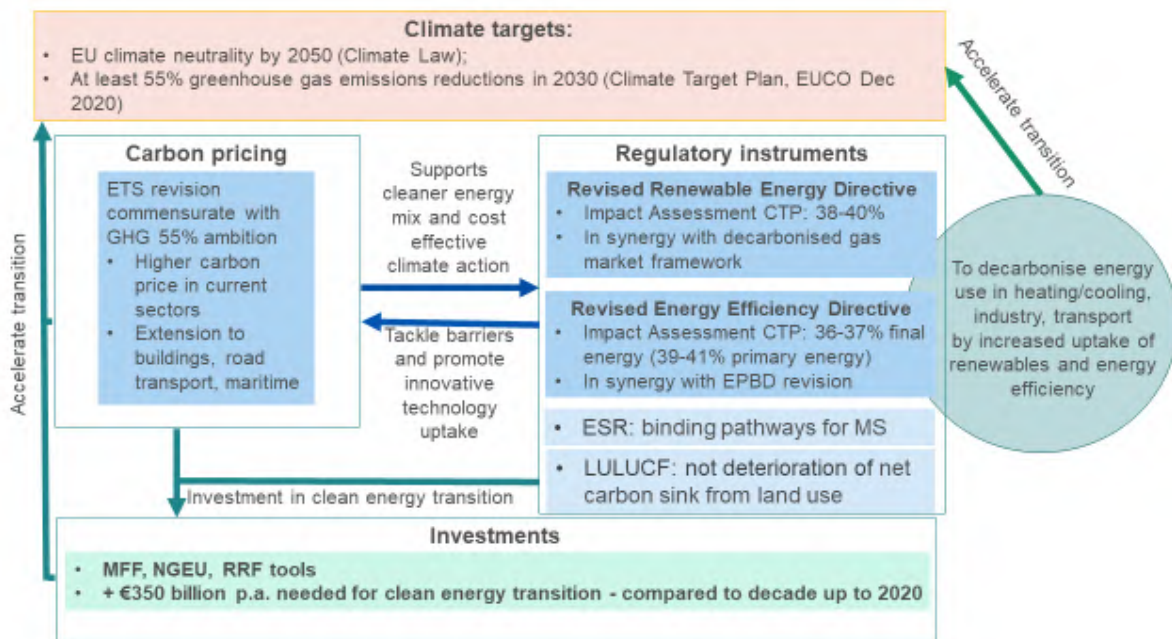 Climate targets:
• EU climate neutrality by 2050 (Climate Law);
• At least 55% greenhouse gas emissions reductions in 2030 (Climate Target Plan, EUCO Dec
2020)
Accelerate transition
Accelerate transition
Carbon pricing
ETS revision
commensurate with
GHG 55% ambition
• Higher carbon
price in current
sectors
• Extension to
buildings, road
transport, maritime
Supports
cleaner energy
mix and cost
effective
climate action
Tackle barriers
and promote
innovative
technology
uptake
Regulatory instruments
Revised Renewable Energy Directive
• Impact Assessment CTP: 38-40%
• In synergy with decarbonised gas
market framework
Revised Energy Efficiency Directive
• Impact Assessment CTP: 36-37% final
energy (39-41% primary energy)
• In synergy with EPBD revision
• ESR: binding pathways for MS
• LULUCF: not deterioration of net
carbon sink from land use
To decarbonise energy
use in heating/cooling,
industry, transport
by increased uptake of
renewables and energy
efficiency
Investment in clean energy transition
Investments
• MFF, NGEU, RRF tools
• + €350 billion p.a. needed for clean energy transition - compared to decade up to 2020